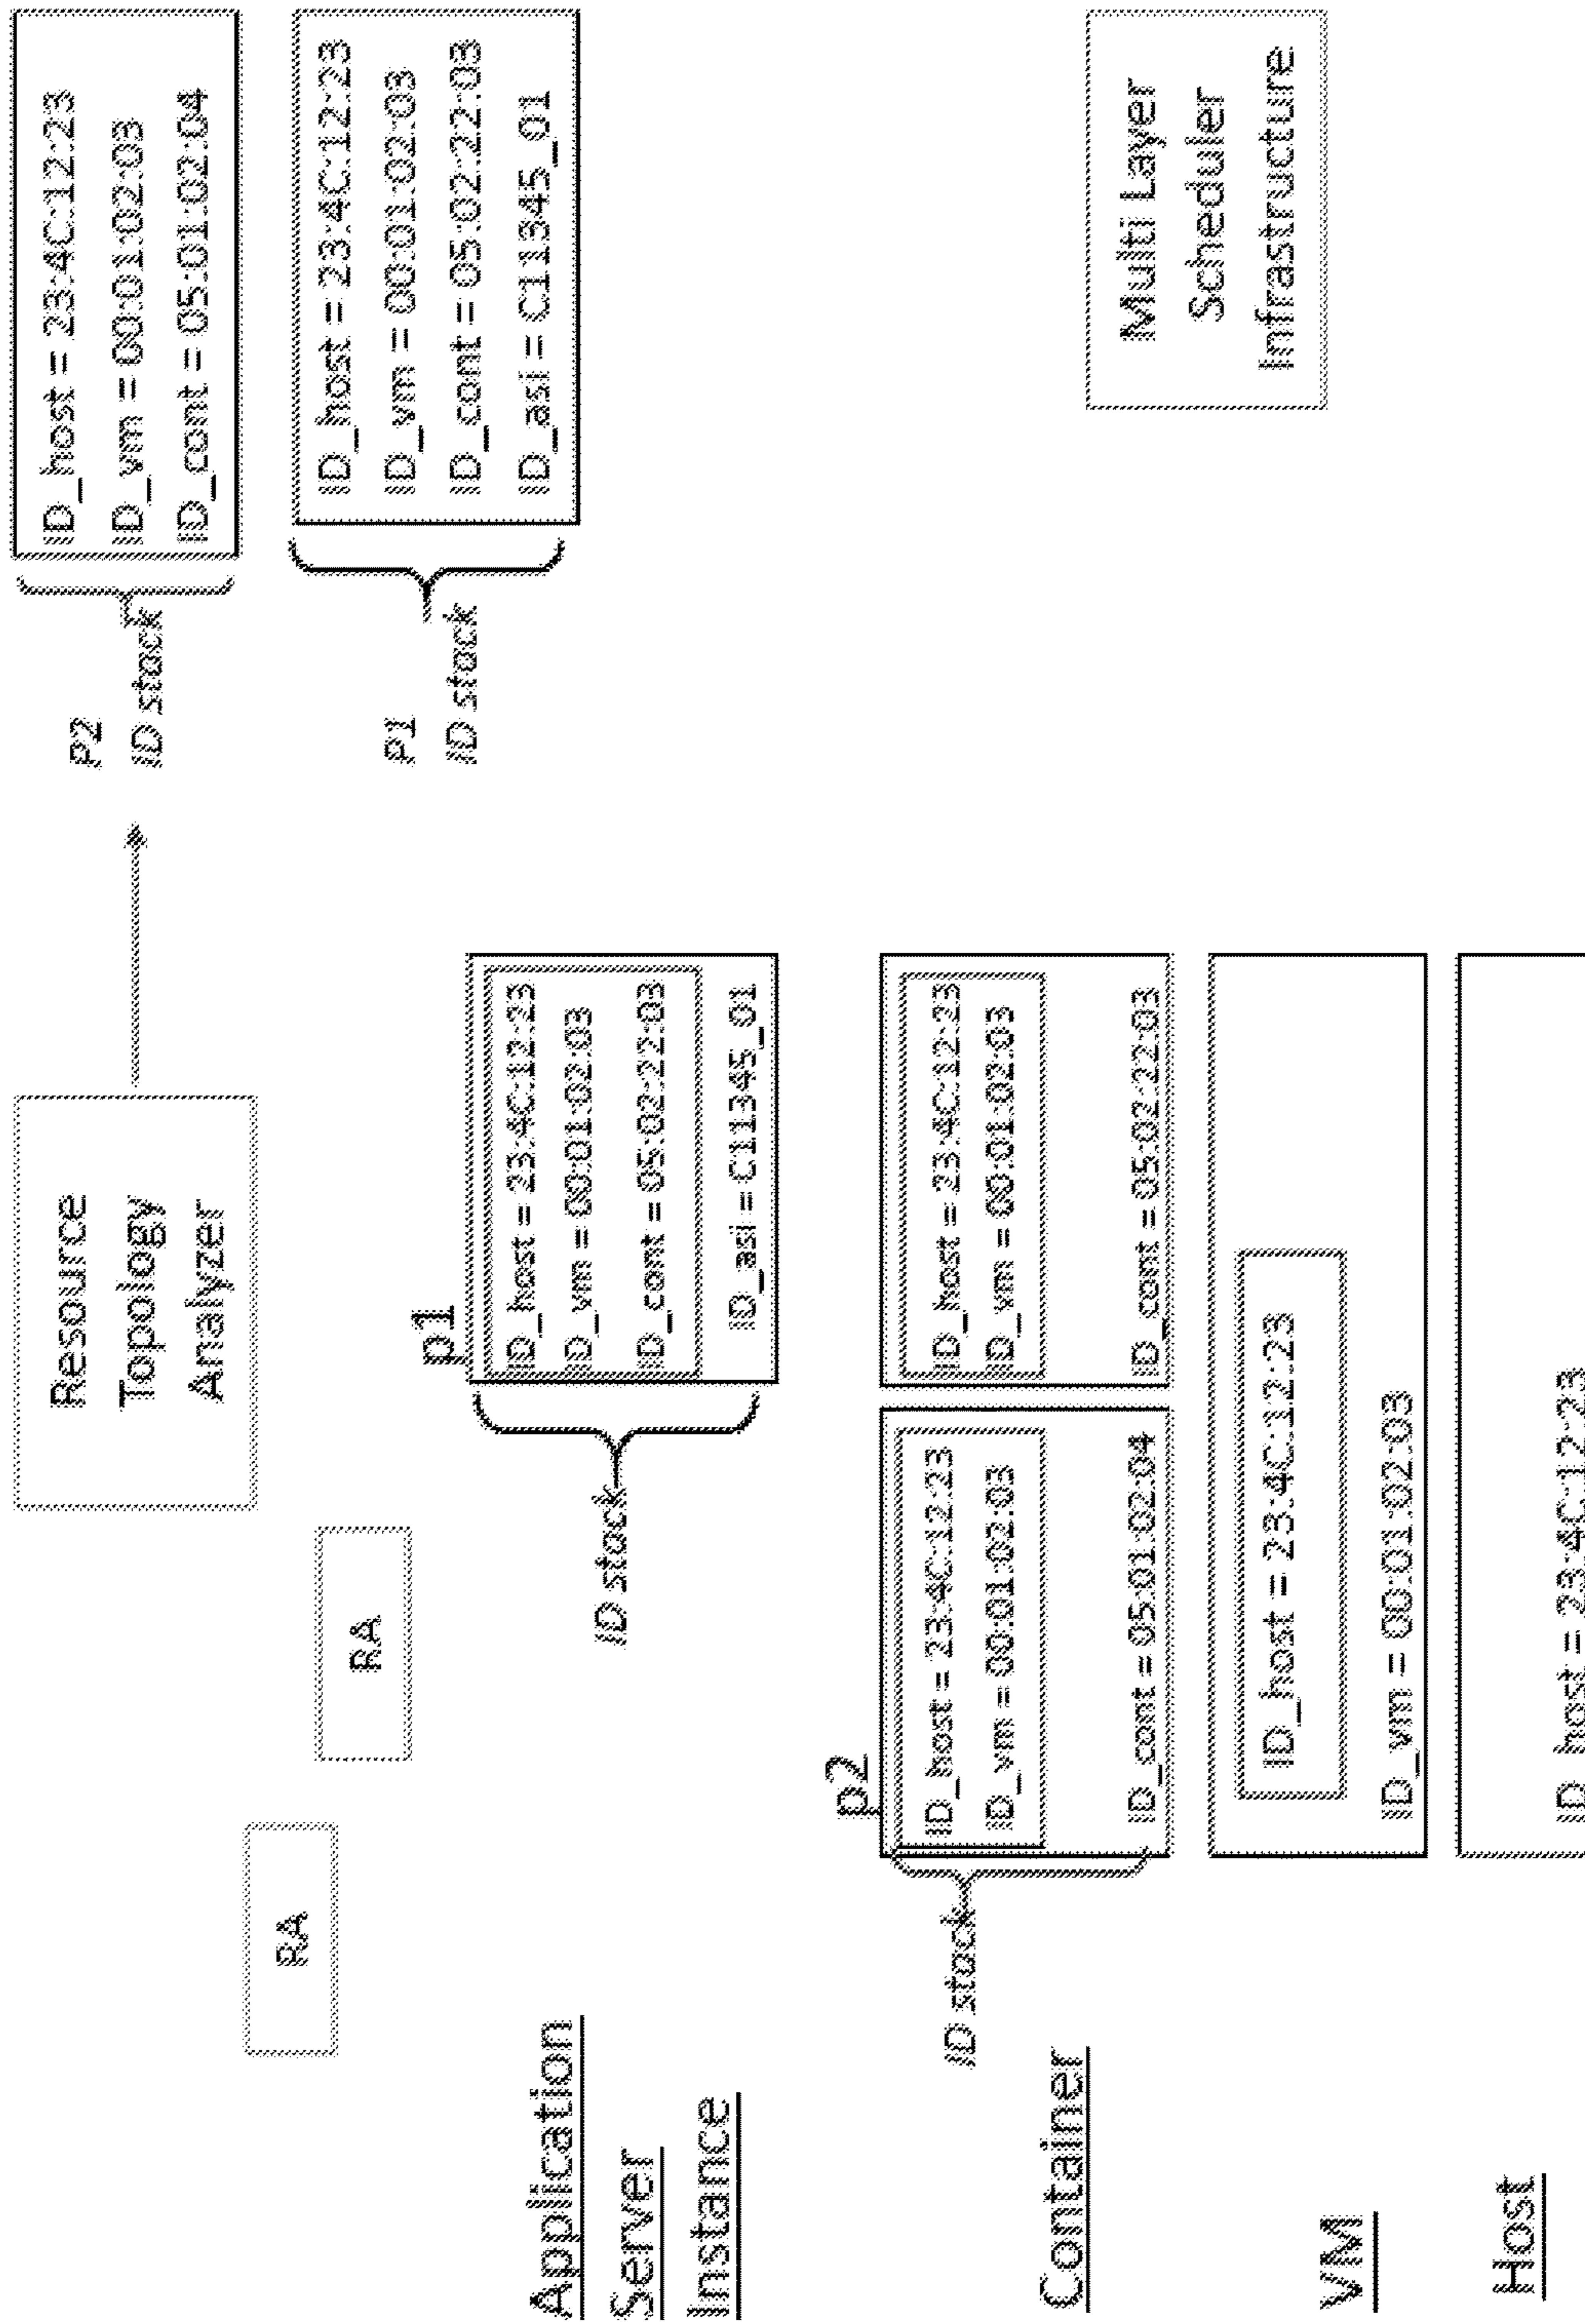 Resource
Topology
Analyzer
P2
ID stack
ID_host = 23:4C:12:23
ID_vm = 00:01:02:03
ID_cont = 05:01:02:04
RA
RA
P1
ID stack
ID_host = 23:4C:12:23
ID_vm = 00:01:02:03
ID_cont = 05:02:22:03
ID_asi = C11345_01
Application
Server
Instance
ID stack
p1
ID_host = 23:4C:12:23
ID_vm = 00:01:02:03
ID_cont = 05:02:22:03
ID_asi = C11345_01
Container
ID stack
p2
ID_host = 23:4C:12:23
ID_vm = 00:01:02:03
ID_cont = 05:01:02:04
ID_host = 23:4C:12:23
ID_vm = 00:01:02:03
ID_cont = 05:02:22:03
Multi Layer
Scheduler
Infrastructure
VM
ID_host = 23:4C:12:23
ID_vm = 00:01:02:03
Host
ID_host = 23:4C:12:23